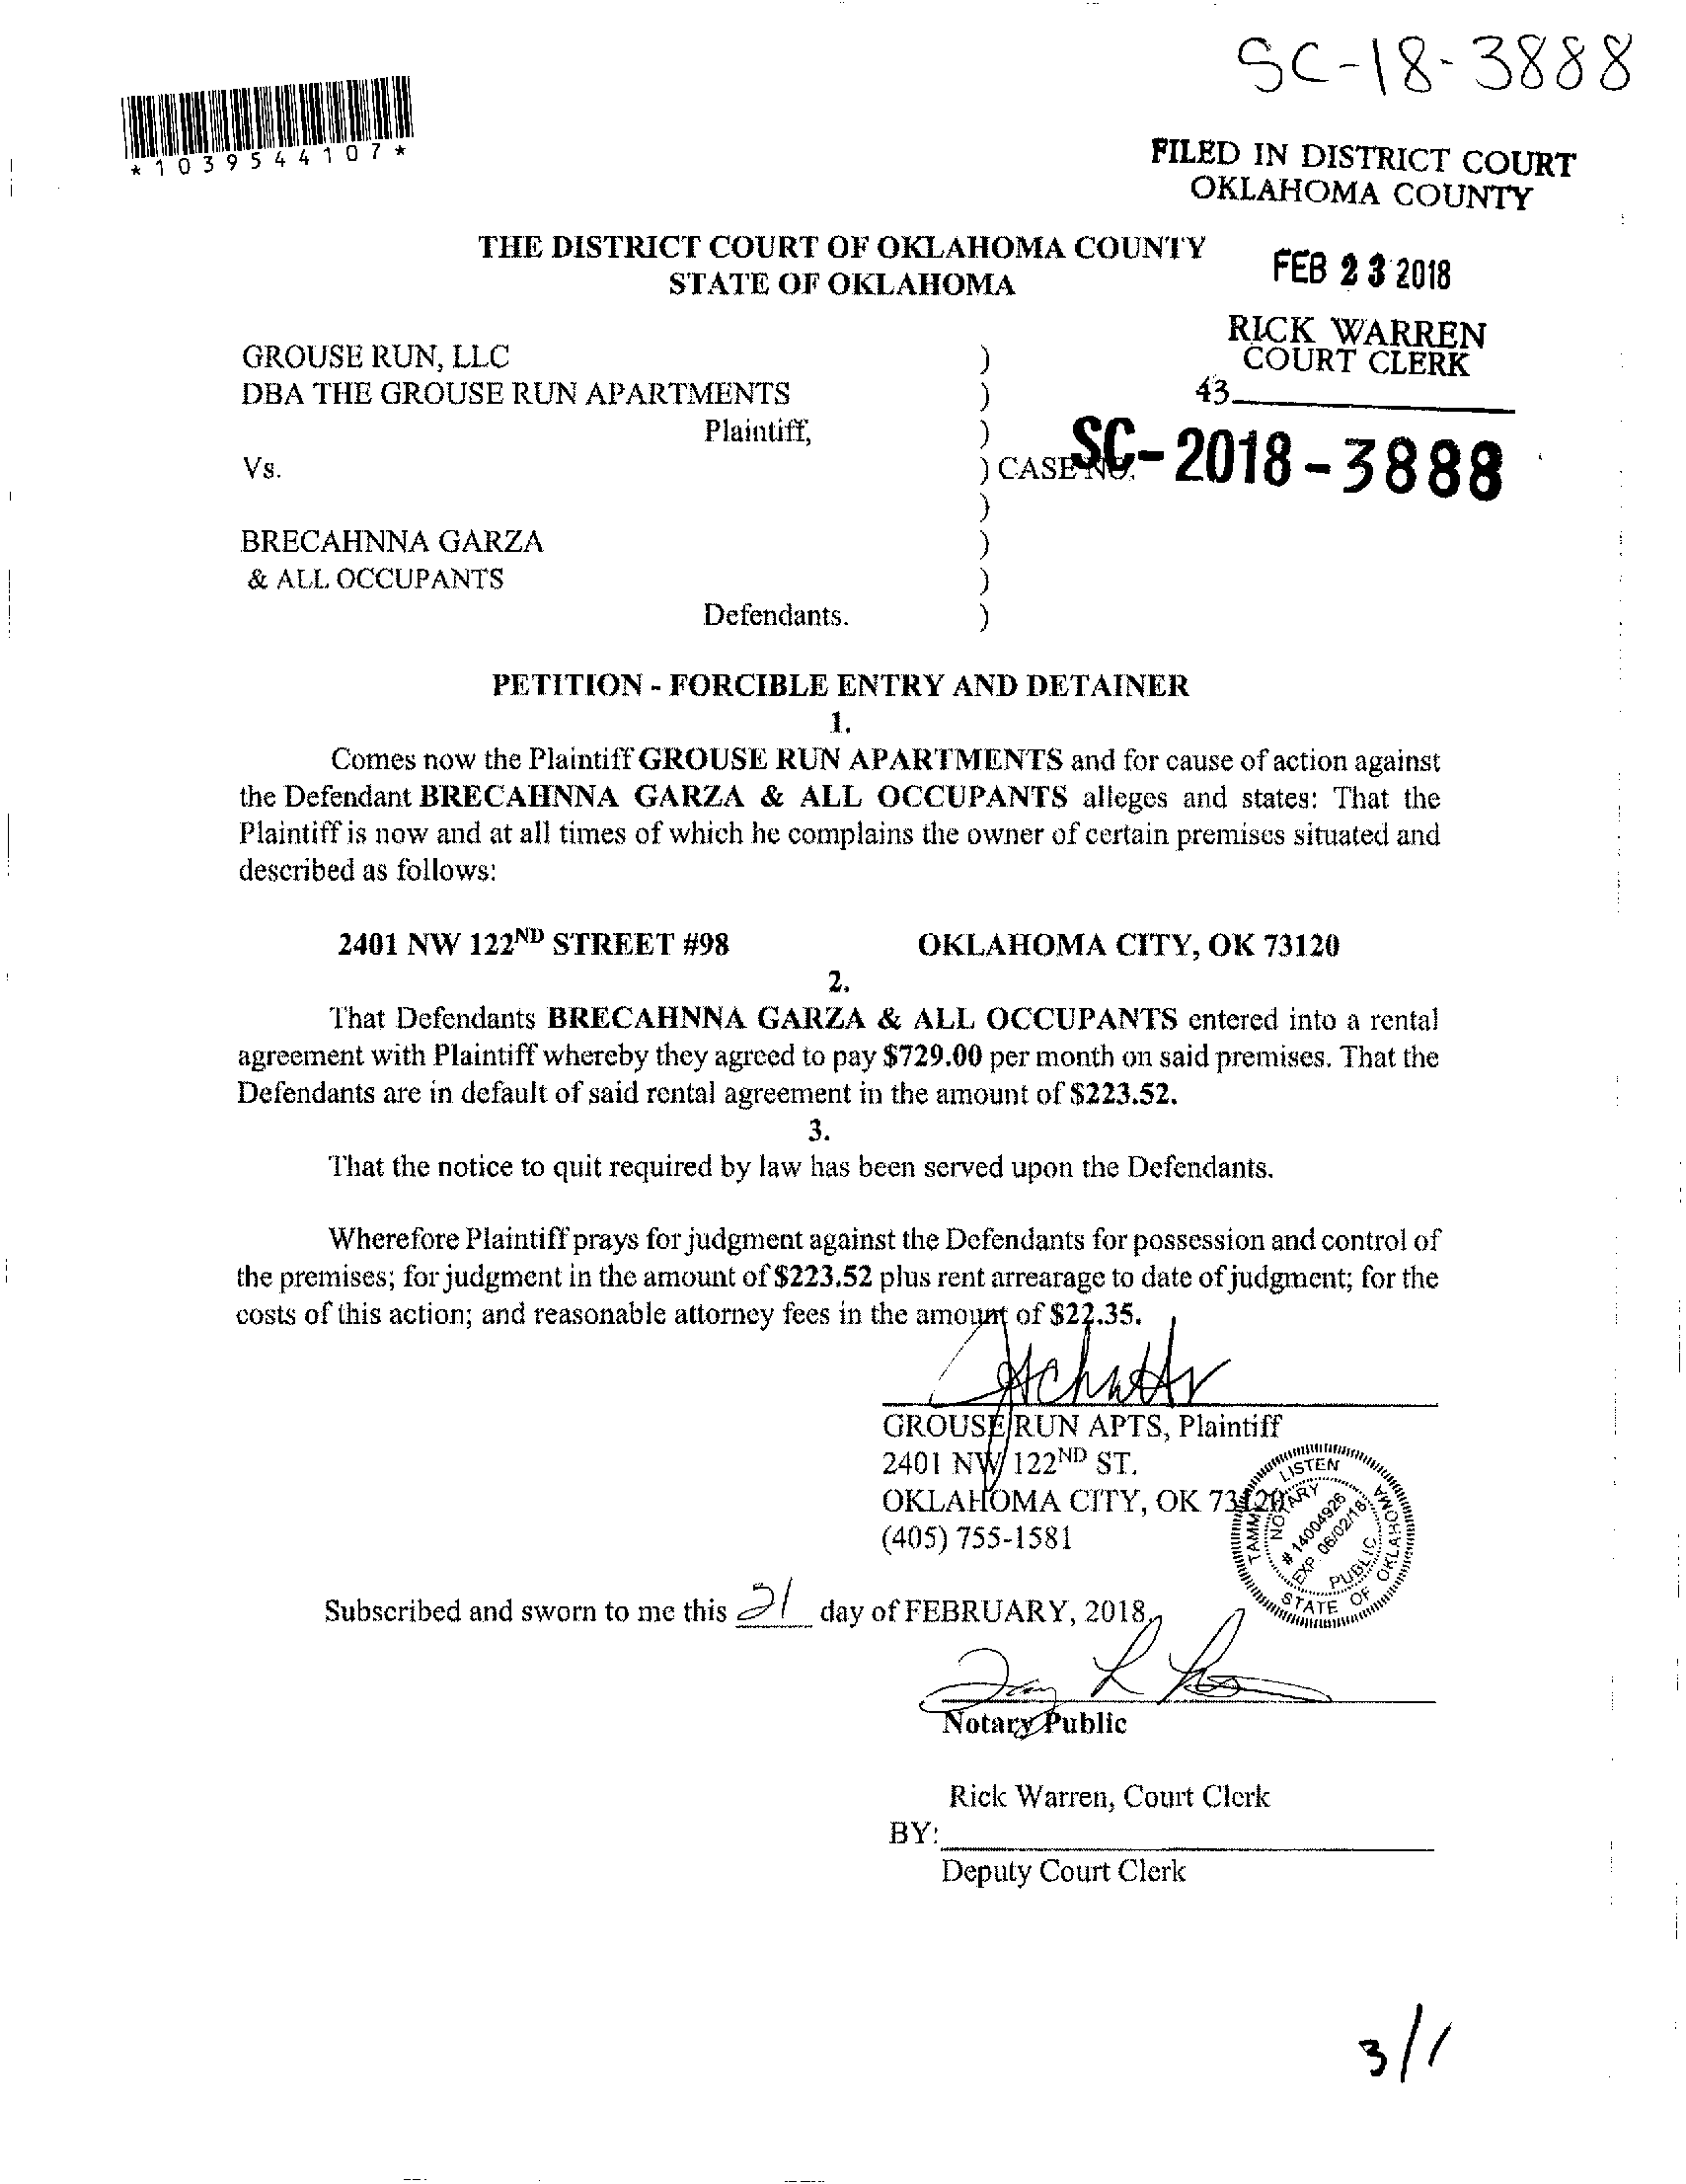 SC-18-3888
*1039544107*
FILED IN DISTRICT COURT
OKLAHOMA COUNTY
THE DISTRICT COURT OF OKLAHOMA COUNTY
STATE OF OKLAHOMA
FEB 23 2018
RICK WARREN
COURT CLERK
43
GROUSE RUN, LLC )
DBA THE GROUSE RUN APARTMENTS )
Plaintiff, )
Vs. ) CASE NO. SC-2018-3888
)
BRECAHNNA GARZA )
& ALL OCCUPANTS )
Defendants. )
PETITION - FORCIBLE ENTRY AND DETAINER
1.
Comes now the Plaintiff GROUSE RUN APARTMENTS and for cause of action against
the Defendant BRECAHNNA GARZA & ALL OCCUPANTS alleges and states: That the
Plaintiff is now and at all times of which he complains the owner of certain premises situated and
described as follows:
2401 NW 122ND STREET #98 OKLAHOMA CITY, OK 73120
2.
That Defendants BRECAHNNA GARZA & ALL OCCUPANTS entered into a rental
agreement with Plaintiff whereby they agreed to pay $729.00 per month on said premises. That the
Defendants are in default of said rental agreement in the amount of $223.52.
3.
That the notice to quit required by law has been served upon the Defendants.
Wherefore Plaintiff prays for judgment against the Defendants for possession and control of
the premises; for judgment in the amount of $223.52 plus rent arrearage to date of judgment; for the
costs of this action; and reasonable attorney fees in the amount of $22.35.
GROUSE RUN APTS, Plaintiff
2401 NW 122ND ST.
OKLAHOMA CITY, OK 73120
(405) 755-1581
LISTEN
NOTARY
# 14004926
EXP. 06/02/18
PUBLIC
STATE OF OKLAHOMA
Subscribed and sworn to me this 21 day of FEBRUARY, 2018.
Notary Public
Rick Warren, Court Clerk
BY:
Deputy Court Clerk
3/1